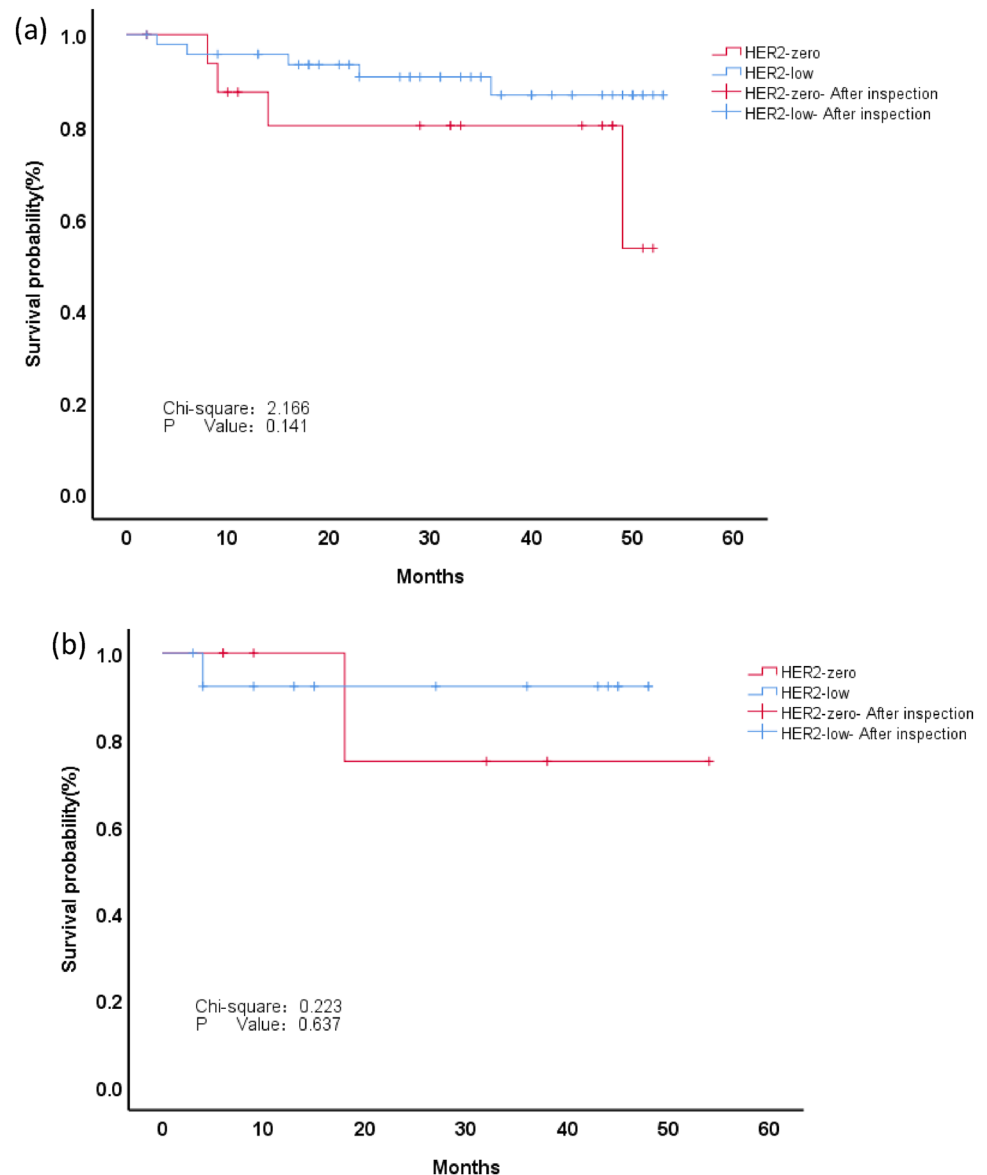 (a)
1.0
0.8
0.6
0.4
0.2
0.0
Survival probability(%)
HER2-zero
HER2-low
HER2-zero- After inspection
HER2-low- After inspection
Chi-square： 2.166
P Value： 0.141
0 10 20 30 40 50 60
Months
(b)
1.0
0.8
0.6
0.4
0.2
0.0
Survival probability(%)
HER2-zero
HER2-low
HER2-zero- After inspection
HER2-low- After inspection
Chi-square： 0.223
P Value： 0.637
0 10 20 30 40 50 60
Months